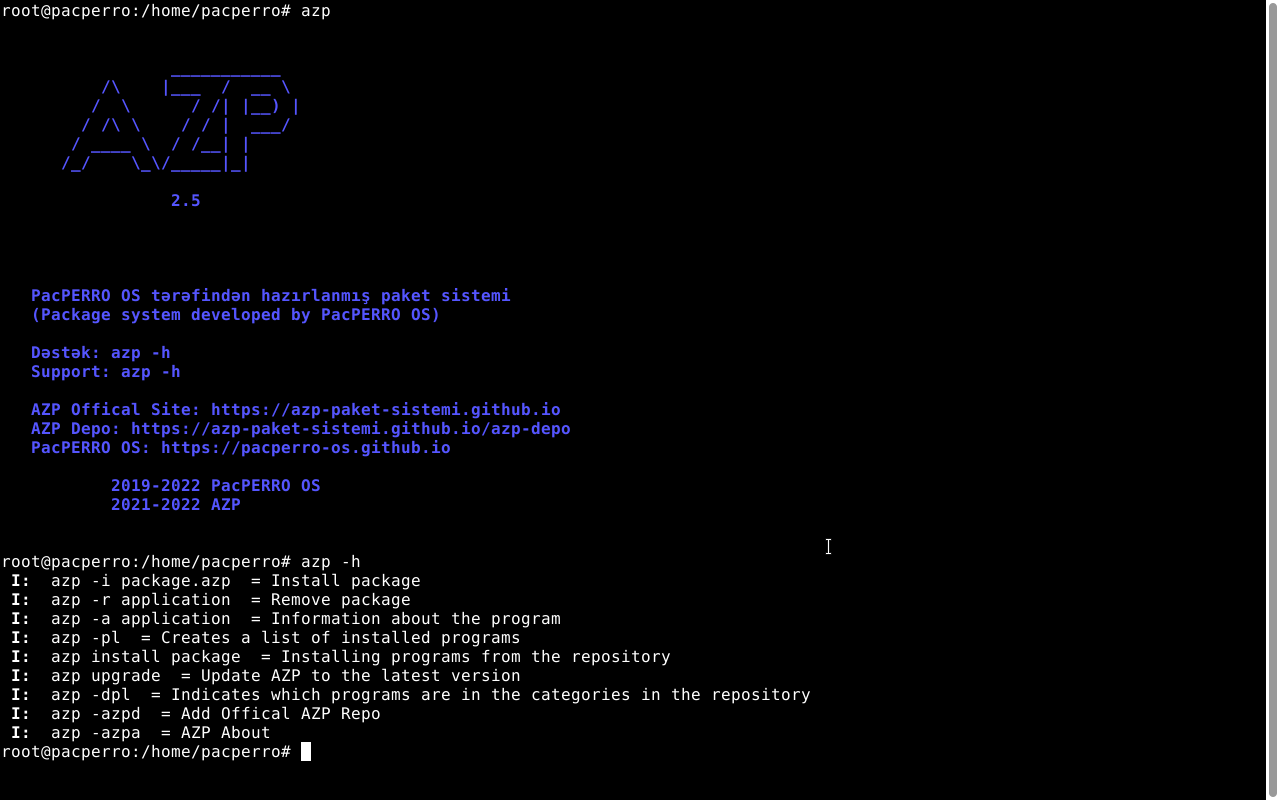 root@pacperro:/home/pacperro# azp
AZP
2.5
PacPERRO OS tərəfindən hazırlanmış paket sistemi
(Package system developed by PacPERRO OS)
Dəstək: azp -h
Support: azp -h
AZP Offical Site: https://azp-paket-sistemi.github.io
AZP Depo: https://azp-paket-sistemi.github.io/azp-depo
PacPERRO OS: https://pacperro-os.github.io
2019-2022 PacPERRO OS
2021-2022 AZP
root@pacperro:/home/pacperro# azp -h
I:  azp -i package.azp  = Install package
I:  azp -r application  = Remove package
I:  azp -a application  = Information about the program
I:  azp -pl  = Creates a list of installed programs
I:  azp install package  = Installing programs from the repository
I:  azp upgrade  = Update AZP to the latest version
I:  azp -dpl  = Indicates which programs are in the categories in the repository
I:  azp -azpd  = Add Offical AZP Repo
I:  azp -azpa  = AZP About
root@pacperro:/home/pacperro#